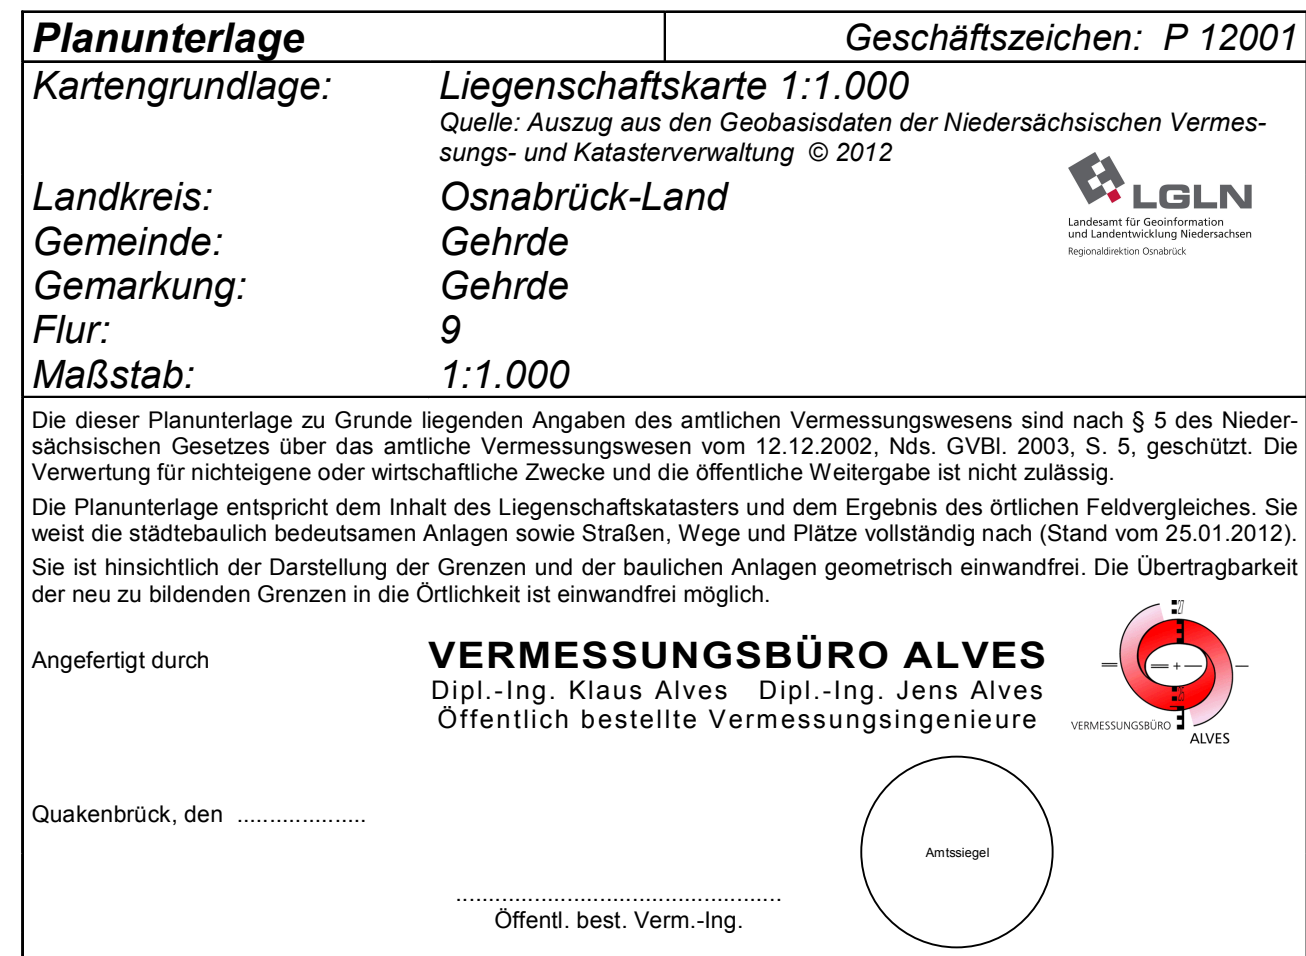 Planunterlage Geschäftszeichen: P 12001
Kartengrundlage: Liegenschaftskarte 1:1.000
Quelle: Auszug aus den Geobasisdaten der Niedersächsischen Vermes-
sungs- und Katasterverwaltung © 2012
LGLN
Landesamt für Geoinformation
und Landentwicklung Niedersachsen
Regionaldirektion Osnabrück
Landkreis: Osnabrück-Land
Gemeinde: Gehrde
Gemarkung: Gehrde
Flur: 9
Maßstab: 1:1.000
Die dieser Planunterlage zu Grunde liegenden Angaben des amtlichen Vermessungswesens sind nach § 5 des Nieder-
sächsischen Gesetzes über das amtliche Vermessungswesen vom 12.12.2002, Nds. GVBl. 2003, S. 5, geschützt. Die
Verwertung für nichteigene oder wirtschaftliche Zwecke und die öffentliche Weitergabe ist nicht zulässig.
Die Planunterlage entspricht dem Inhalt des Liegenschaftskatasters und dem Ergebnis des örtlichen Feldvergleiches. Sie
weist die städtebaulich bedeutsamen Anlagen sowie Straßen, Wege und Plätze vollständig nach (Stand vom 25.01.2012).
Sie ist hinsichtlich der Darstellung der Grenzen und der baulichen Anlagen geometrisch einwandfrei. Die Übertragbarkeit
der neu zu bildenden Grenzen in die Örtlichkeit ist einwandfrei möglich.
Angefertigt durch VERMESSUNGSBÜRO ALVES
Dipl.-Ing. Klaus Alves Dipl.-Ing. Jens Alves
Öffentlich bestellte Vermessungsingenieure
VERMESSUNGSBÜRO
ALVES
Quakenbrück, den ....................
Amtssiegel
...................................................
Öffentl. best. Verm.-Ing.